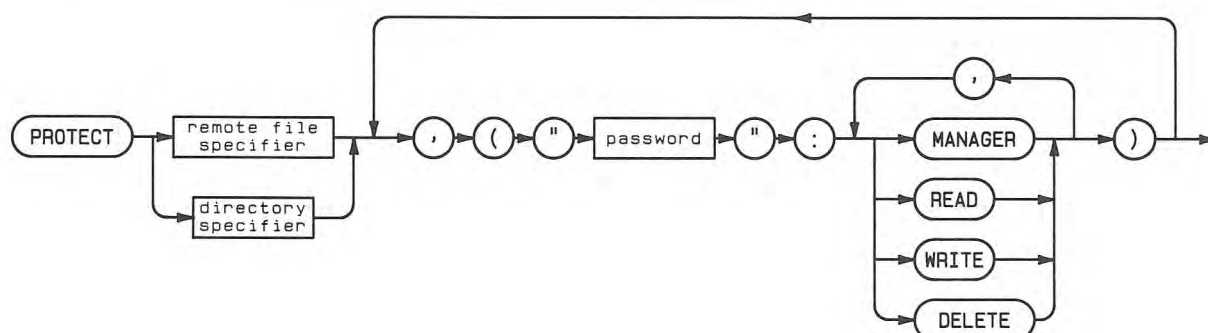 ,
PROTECT
remote file
specifier
, ( " password " : MANAGER )
directory
specifier
READ
WRITE
DELETE